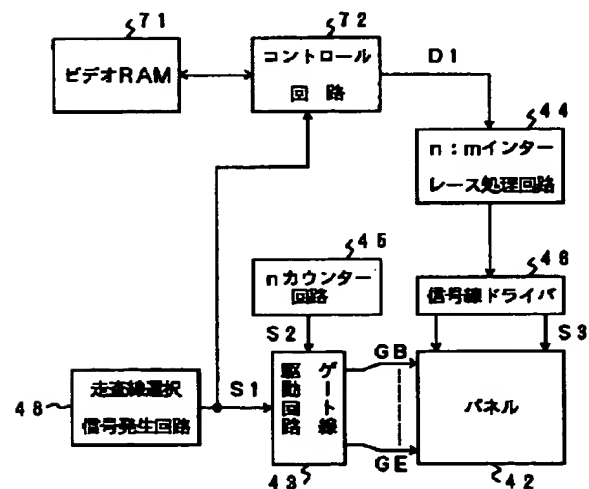 71
72
ビデオRAM
コントロール
回路
D1
44
n:mインター
レース処理回路
45
nカウンター
回路
46
信号線ドライバ
S2
S3
GB
走査線選択
信号発生回路
48
S1
ゲート線
駆動回路
パネル
GE
43
42